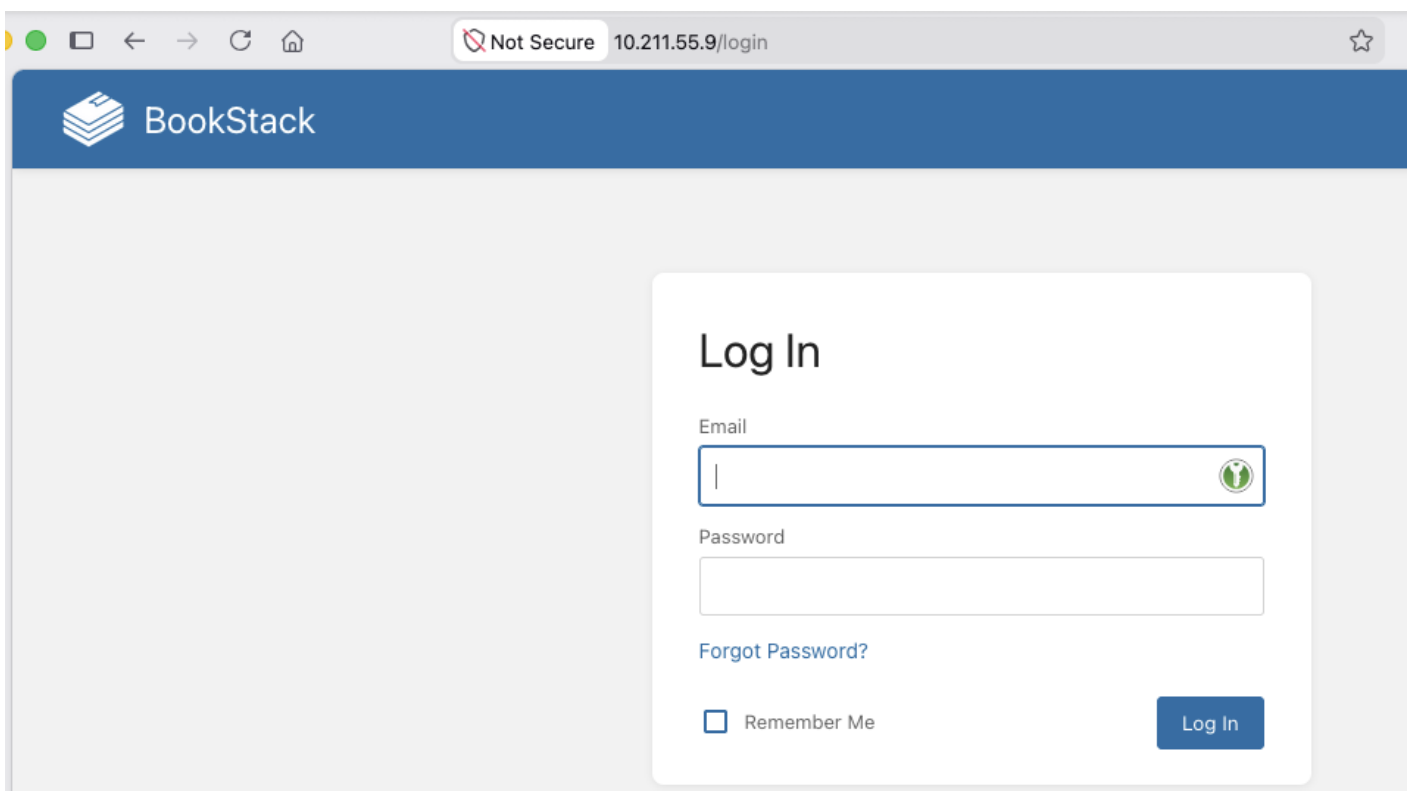 Not Secure 10.211.55.9/login
BookStack
Log In
Email
Password
Forgot Password?
Remember Me
Log In